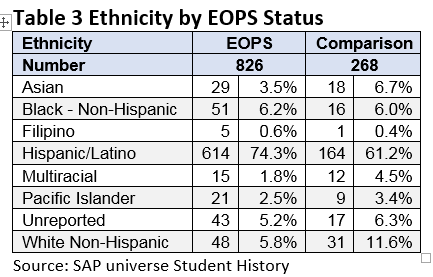 Table 3 Ethnicity by EOPS Status
Ethnicity EOPS Comparison
Number 826 268
Asian 29 3.5% 18 6.7%
Black - Non-Hispanic 51 6.2% 16 6.0%
Filipino 5 0.6% 1 0.4%
Hispanic/Latino 614 74.3% 164 61.2%
Multiracial 15 1.8% 12 4.5%
Pacific Islander 21 2.5% 9 3.4%
Unreported 43 5.2% 17 6.3%
White Non-Hispanic 48 5.8% 31 11.6%
Source: SAP universe Student History